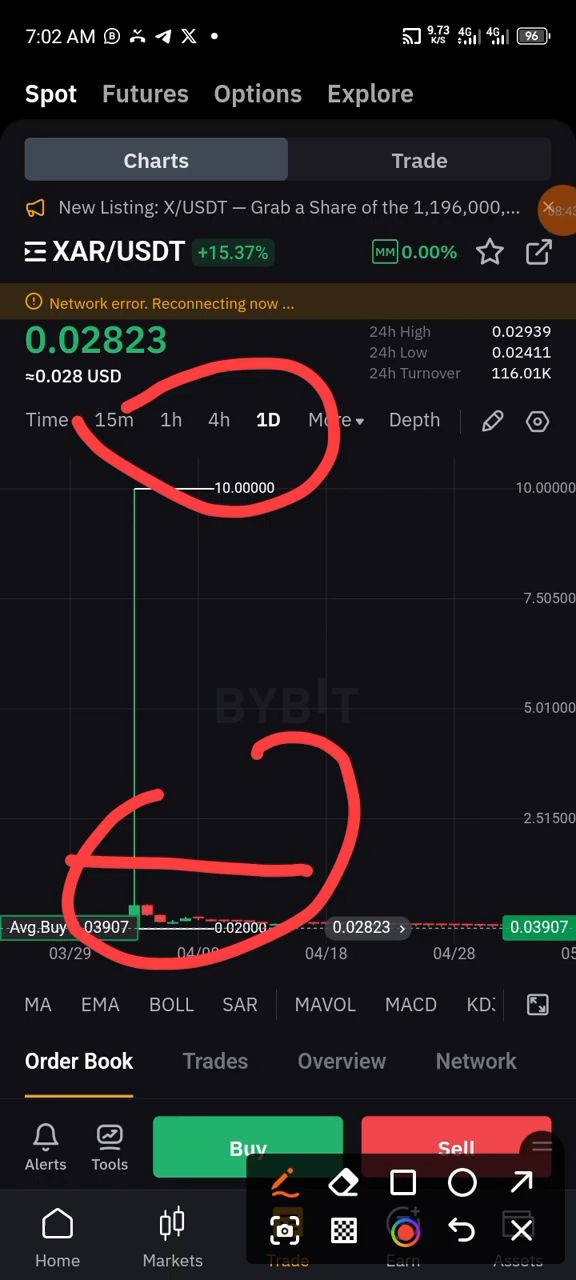 7:02 AM 9.73 K/S 4G 4G 96
Spot Futures Options Explore
Charts Trade
New Listing: X/USDT — Grab a Share of the 1,196,000,...
08:43
XAR/USDT +15.37% MM 0.00%
Network error. Reconnecting now ...
0.02823
≈0.028 USD
24h High 0.02939
24h Low 0.02411
24h Turnover 116.01K
Time 15m 1h 4h 1D More Depth
10.00000 10.00000
7.50500
BYBIT
5.01000
2.51500
Avg.Buy 03907 0.02000 0.02823 › 0.03907
03/29 04/18 04/28 05
MA EMA BOLL SAR MAVOL MACD KDJ
Order Book Trades Overview Network
Alerts Tools Buy Sell
Home Markets Trade Earn Assets